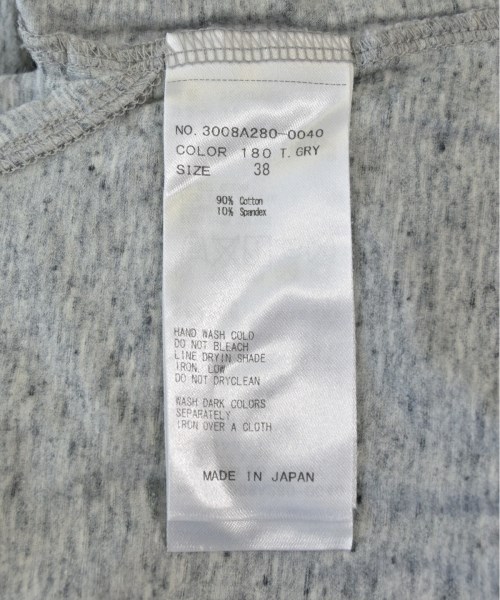 NO. 3008A280-0040
COLOR 180 T. GRY
SIZE 38
90% Cotton
10% Spandex
HAND WASH COLD
DO NOT BLEACH
LINE DRYIN SHADE
IRON. LOW
DO NOT DRYCLEAN
WASH DARK COLORS
SEPARATELY
IRON OVER A CLOTH
MADE IN JAPAN